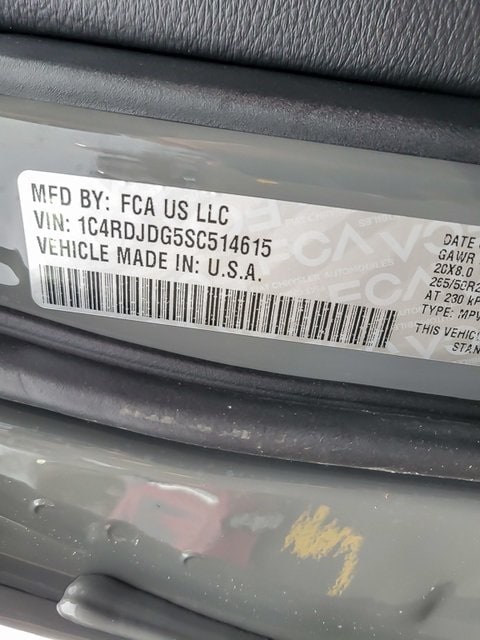 MFD BY: FCA US LLC
VIN: 1C4RDJDG5SC514615
VEHICLE MADE IN: U.S.A.
DATE
GAWR
20X8.0
265/50R2
AT 230 kP
TYPE: MPV
THIS VEHIC
STAN